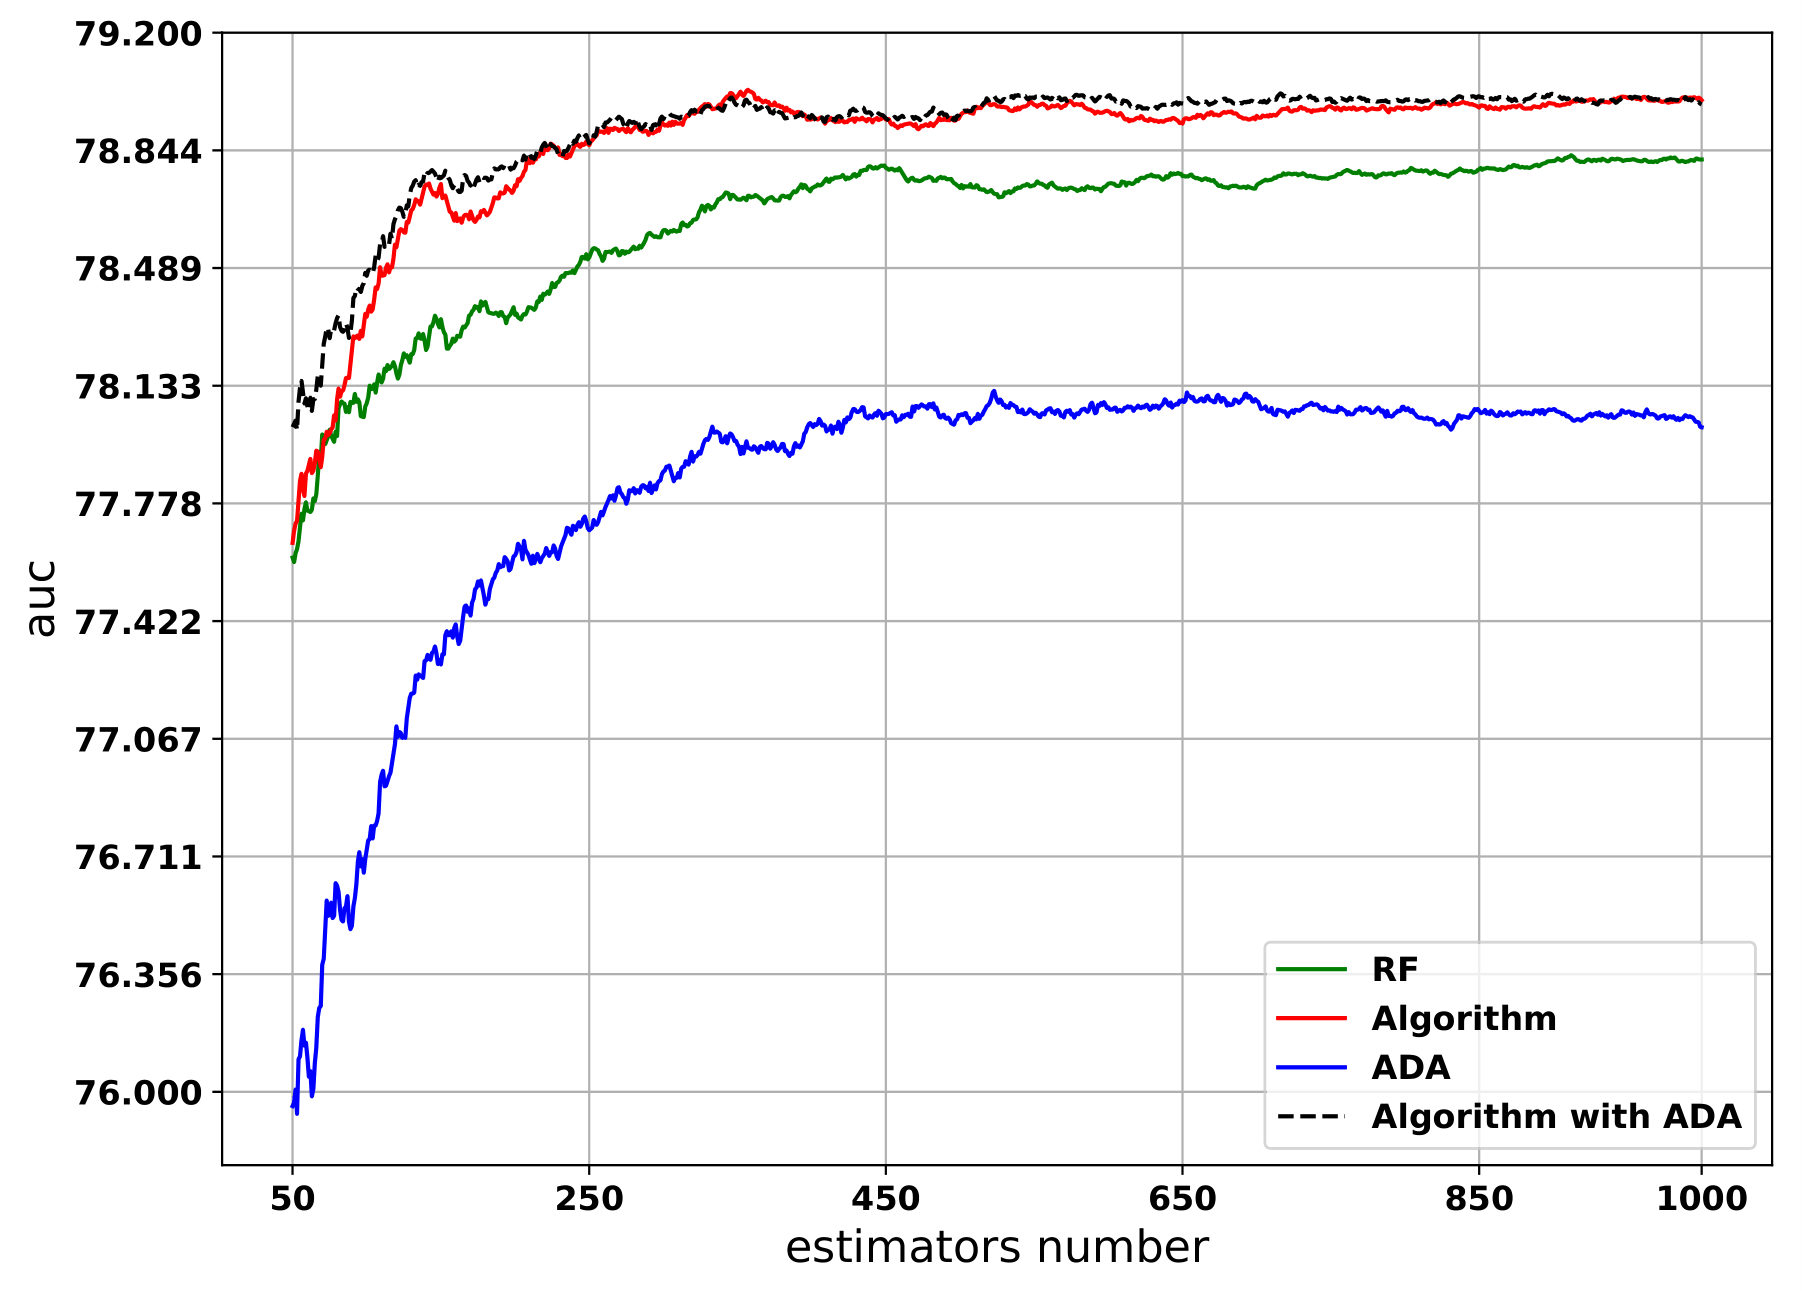 79.200
78.844
78.489
78.133
77.778
77.422
77.067
76.711
76.356
76.000
auc
50 250 450 650 850 1000
estimators number
RF
Algorithm
ADA
Algorithm with ADA